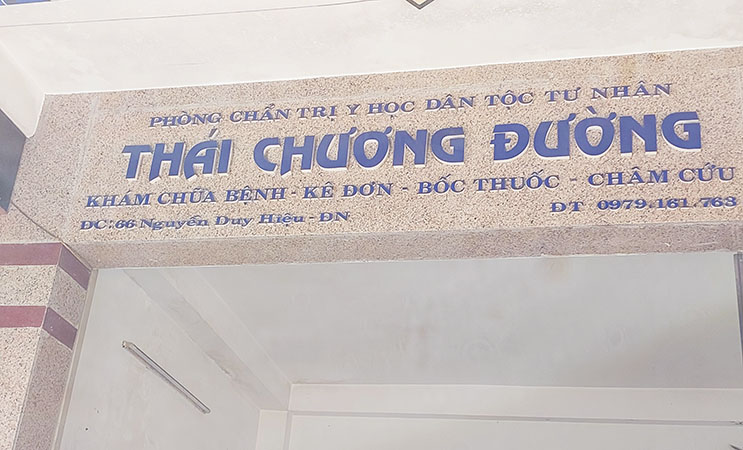 PHÒNG CHẨN TRỊ Y HỌC DÂN TỘC TƯ NHÂN
THÁI CHƯƠNG ĐƯỜNG
KHÁM CHỮA BỆNH - KÊ ĐƠN - BỐC THUỐC - CHÂM CỨU
ĐC: 66 Nguyễn Duy Hiệu - ĐN ĐT 0979.161.763